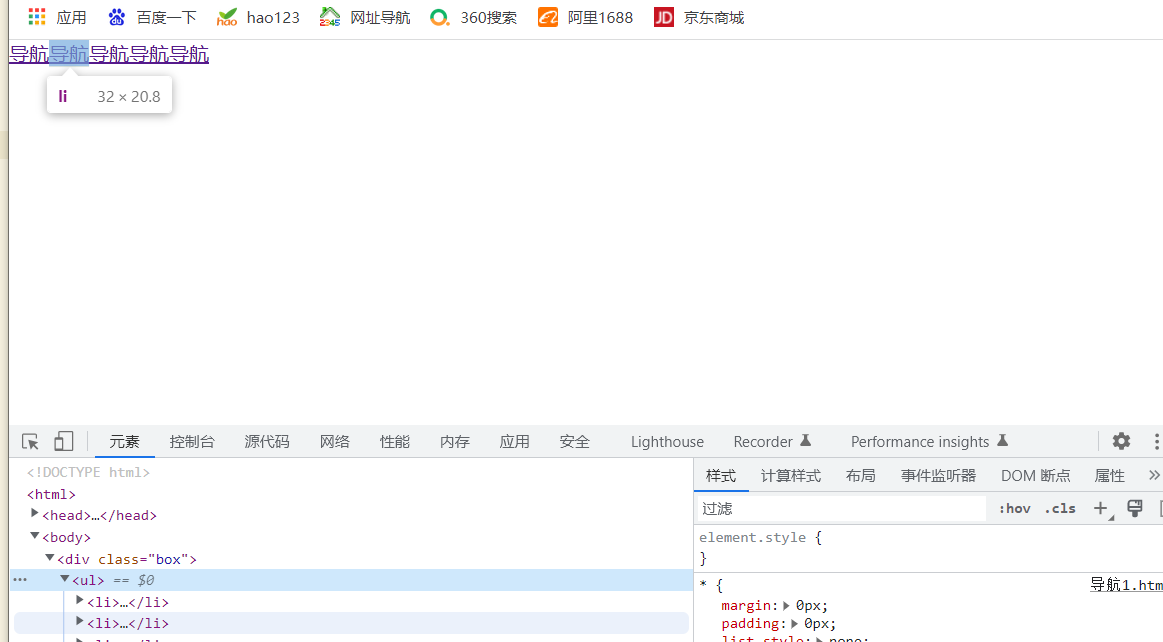 应用 百度一下 hao123 网址导航 360搜索 阿里1688 JD 京东商城
导航导航导航导航导航
li 32 × 20.8
元素 控制台 源代码 网络 性能 内存 应用 安全 Lighthouse Recorder Performance insights
<!DOCTYPE html>
样式 计算样式 布局 事件监听器 DOM 断点 属性 »
<html>
<head>…</head>
过滤 :hov .cls +
<body>
element.style {
<div class="box">
}
<ul> == $0
* { 导航1.htm
<li>…</li>
margin: 0px;
<li>…</li>
padding: 0px;
list-style: none;